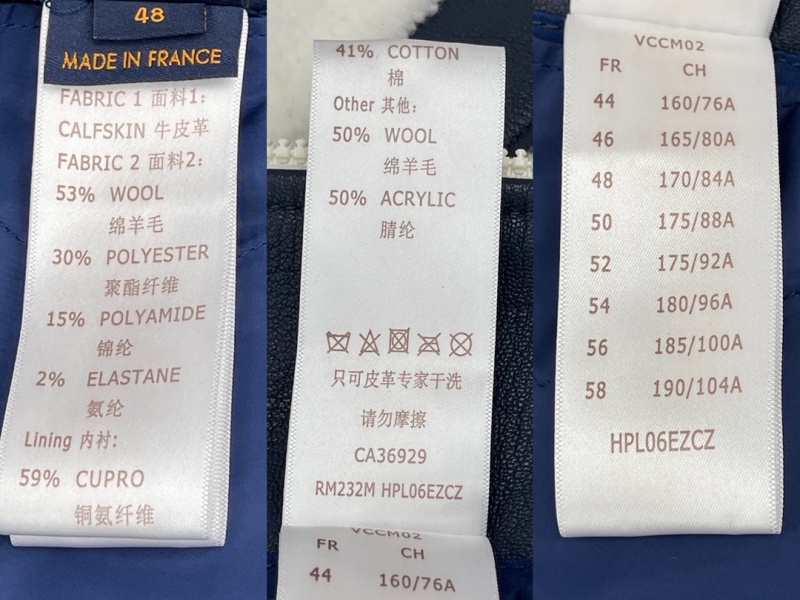 48
MADE IN FRANCE
FABRIC 1 面料1:
CALFSKIN 牛皮革
FABRIC 2 面料2:
53% WOOL
绵羊毛
30% POLYESTER
聚酯纤维
15% POLYAMIDE
锦纶
2% ELASTANE
氨纶
Lining 内衬:
59% CUPRO
铜氨纤维
41% COTTON
棉
Other 其他:
50% WOOL
绵羊毛
50% ACRYLIC
腈纶
只可皮革专家干洗
请勿摩擦
CA36929
RM232M HPL06EZCZ
VCCM02
FR CH
44 160/76A
VCCM02
FR CH
44 160/76A
46 165/80A
48 170/84A
50 175/88A
52 175/92A
54 180/96A
56 185/100A
58 190/104A
HPL06EZCZ